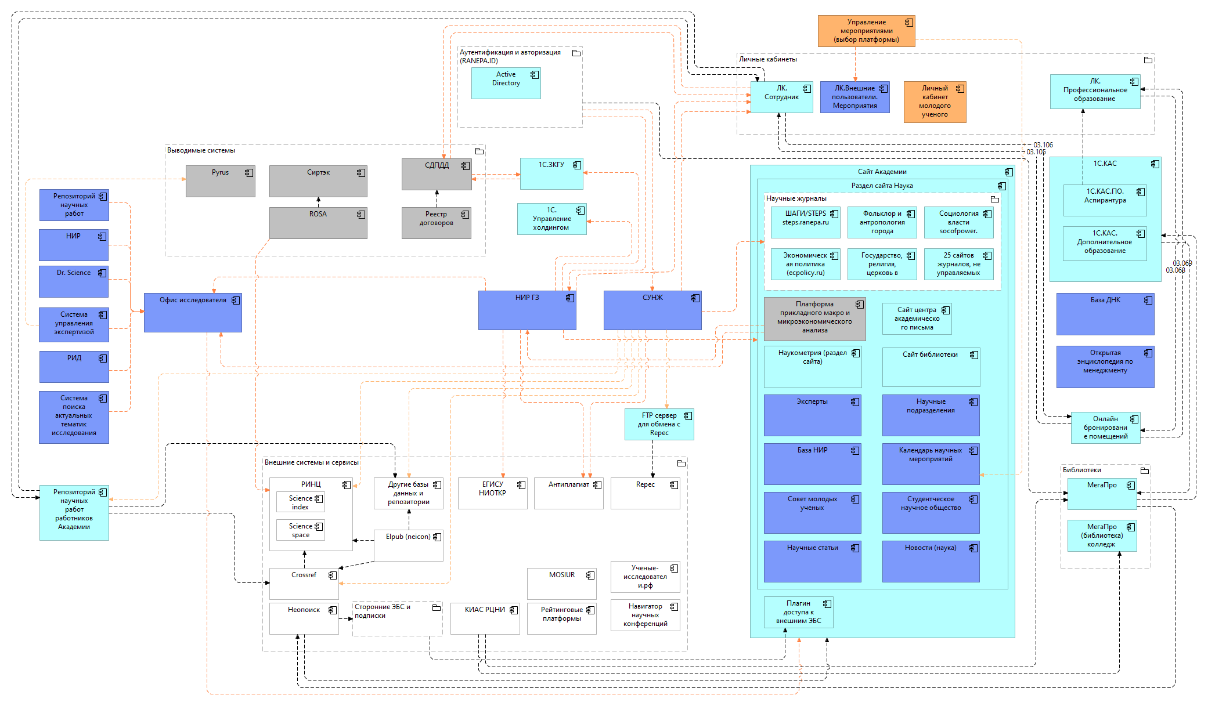 Управление
мероприятиями
(выбор платформы)
Аутентификация и авторизация
(RANEPA.ID)
Active
Directory
Личные кабинеты
ЛК.
Сотрудник
ЛК.Внешние
пользователи.
Мероприятия
Личный
кабинет
молодого
ученого
ЛК.
Профессиональное
образование
03.106
03.105
Выводимые системы
Pyrus
Сиртэк
ROSA
СДПДД
Реестр
договоров
1С.ЗКГУ
1С.
Управление
холдингом
Сайт Академии
Раздел сайта Наука
Научные журналы
ШАГИ/STEPS
steps.ranepa.ru
Фольклор и
антропология
города
Социология
власти
socofpower.
Экономическ
ая политика
(ecpolicy.ru)
Государство,
религия,
церковь в
25 сайтов
журналов, не
управляемых
1С.КАС
1С.КАС.ПО.
Аспирантура
1С.КАС.
Дополнительное
образование
03.069
03.068
Репозиторий
научных
работ
НИР
Dr. Science
Система
управления
экспертизой
РИД
Система
поиска
актуальных
тематик
исследования
Офис исследователя
НИР ГЗ
СУНЖ
Платформа
прикладного макро и
микроэкономического
анализа
Сайт центра
академическо
го письма
Наукометрия (раздел
сайта)
Сайт библиотеки
Эксперты
Научные
подразделения
База НИР
Календарь научных
мероприятий
Совет молодых
ученых
Студенческое
научное общество
Научные статьи
Новости (наука)
Плагин
доступа к
внешним ЭБС
База ДНК
Открытая
энциклопедия по
менеджменту
Онлайн
бронировани
е помещений
Библиотеки
МегаПро
МегаПро
(библиотека)
колледж
FTP сервер
для обмена с
Repec
Репозиторий
научных
работ
работников
Академии
Внешние системы и сервисы
РИНЦ
Science
index
Science
space
Другие базы
данных и
репозитории
Elpub (neicon)
ЕГИСУ
НИОТКР
Антиплагиат
Repec
Crossref
Неопоиск
Сторонние ЭБС и
подписки
КИАС РЦНИ
MOSIUR
Рейтинговые
платформы
Ученые-
исследовател
и.рф
Навигатор
научных
конференций